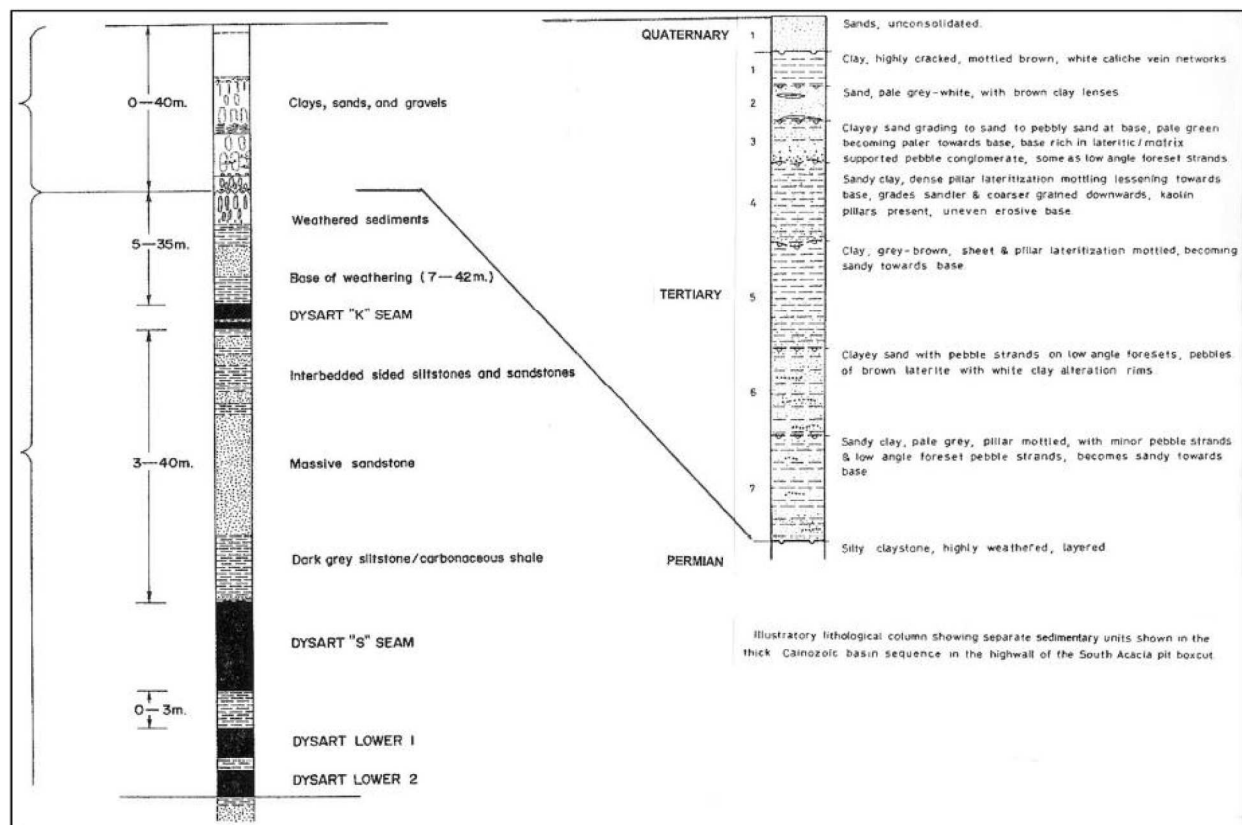 0—40m.
Clays, sands, and gravels
5—35m.
Weathered sediments
Base of weathering (7—42m.)
DYSART "K" SEAM
Interbedded sided siltstones and sandstones
3—40m.
Massive sandstone
Dark grey siltstone/carbonaceous shale
DYSART "S" SEAM
0—3m.
DYSART LOWER 1
DYSART LOWER 2
QUATERNARY
1
Sands, unconsolidated.
1
Clay, highly cracked, mottled brown, white caliche vein networks
2
Sand, pale grey-white, with brown clay lenses
3
Clayey sand grading to sand to pebbly sand at base, pale green
becoming paler towards base, base rich in lateritic/matrix
supported pebble conglomerate, some as low angle foreset strands
4
Sandy clay, dense pillar lateritization mottling lessening towards
base, grades sandier & coarser grained downwards, kaolin
pillars present, uneven erosive base
Clay, grey-brown, sheet & pillar lateritization mottled, becoming
sandy towards base
TERTIARY
5
Clayey sand with pebble strands on low angle foresets, pebbles
of brown laterite with white clay alteration rims
6
Sandy clay, pale grey, pillar mottled, with minor pebble strands
& low angle foreset pebble strands, becomes sandy towards
base
7
PERMIAN
Silty claystone, highly weathered, layered
Illustratory lithological column showing separate sedimentary units shown in the
thick Cainozoic basin sequence in the highwall of the South Acacia pit boxcut